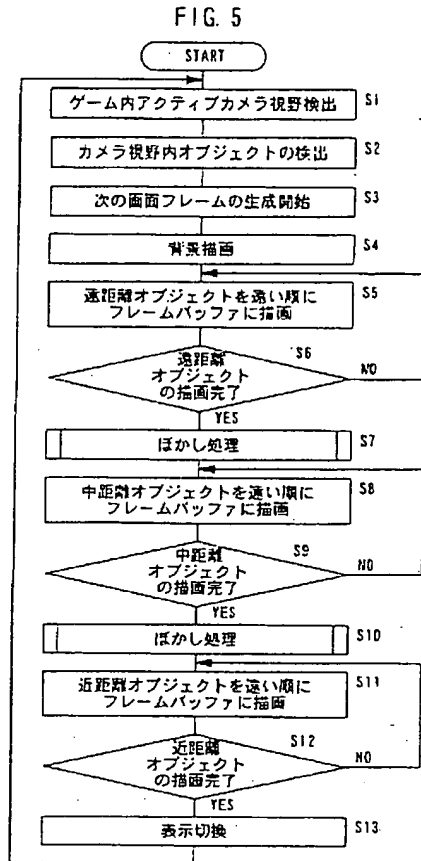 FIG. 5
START
ゲーム内アクティブカメラ視野検出 S1
カメラ視野内オブジェクトの検出 S2
次の画面フレームの生成開始 S3
背景描画 S4
遠距離オブジェクトを遠い順に S5
フレームバッファに描画
遠距離 S6
オブジェクト NO
の描画完了
YES
ぼかし処理 S7
中距離オブジェクトを遠い順に S8
フレームバッファに描画
中距離 S9
オブジェクト NO
の描画完了
YES
ぼかし処理 S10
近距離オブジェクトを遠い順に S11
フレームバッファに描画
近距離 S12
オブジェクト NO
の描画完了
YES
表示切換 S13